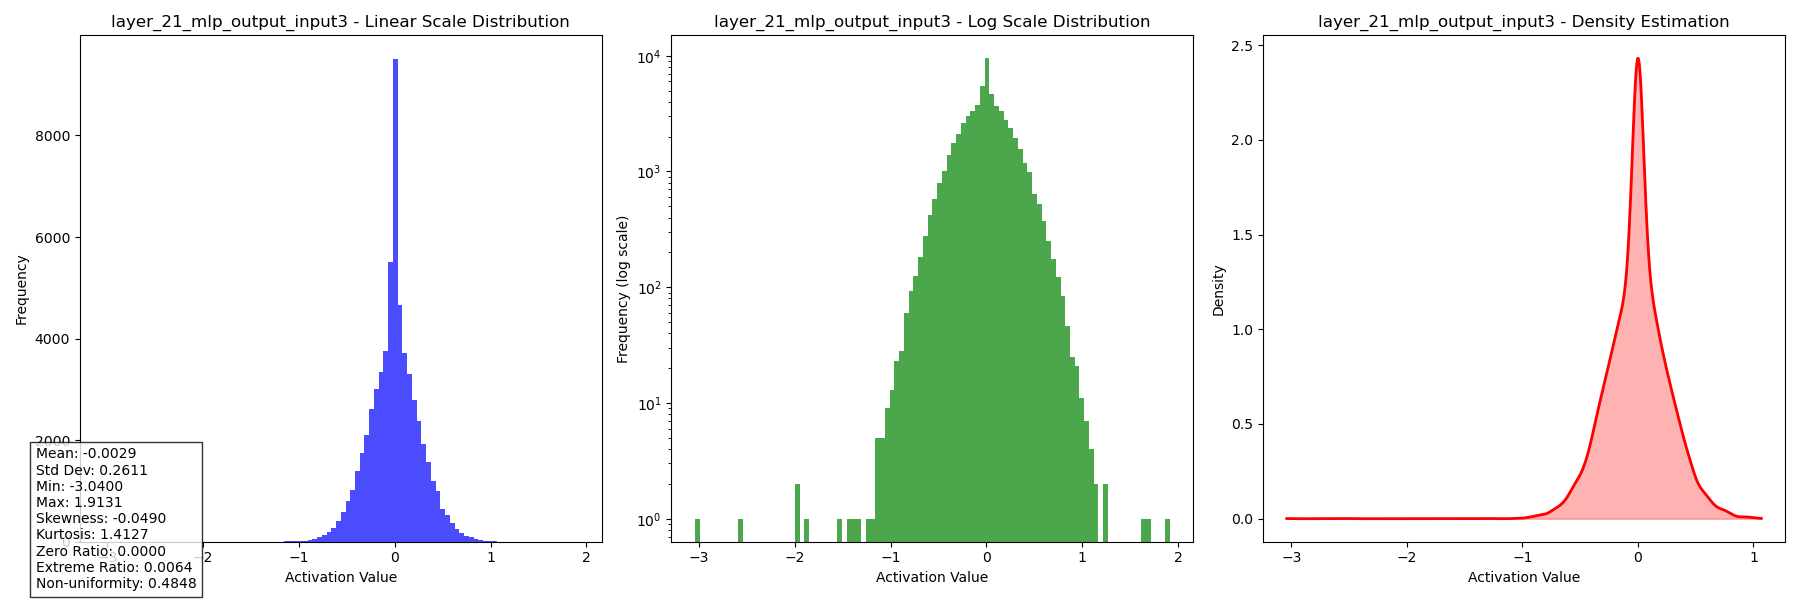 layer_21_mlp_output_input3 - Linear Scale Distribution
Frequency
8000
6000
4000
2000
0
−2
−1
0
1
2
Activation Value
Mean: -0.0029
Std Dev: 0.2611
Min: -3.0400
Max: 1.9131
Skewness: -0.0490
Kurtosis: 1.4127
Zero Ratio: 0.0000
Extreme Ratio: 0.0064
Non-uniformity: 0.4848
layer_21_mlp_output_input3 - Log Scale Distribution
Frequency (log scale)
10⁴
10³
10²
10¹
10⁰
−3
−2
−1
0
1
2
Activation Value
layer_21_mlp_output_input3 - Density Estimation
Density
2.5
2.0
1.5
1.0
0.5
0.0
−3
−2
−1
0
1
Activation Value